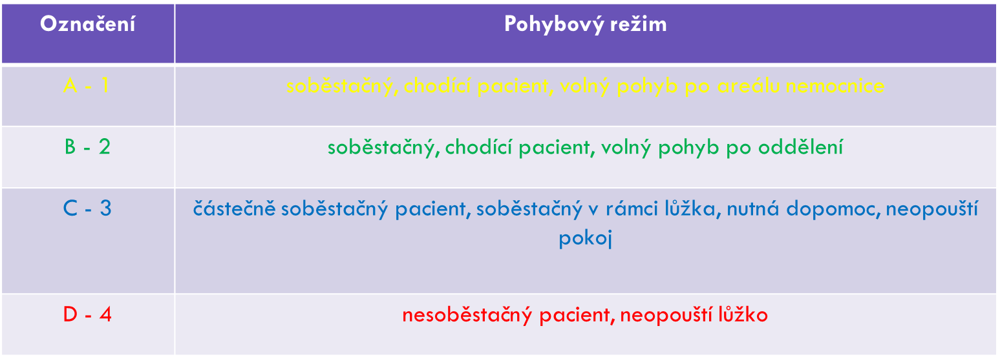 Označení
Pohybový režim
A - 1
soběstačný, chodící pacient, volný pohyb po areálu nemocnice
B - 2
soběstačný, chodící pacient, volný pohyb po oddělení
C - 3
částečně soběstačný pacient, soběstačný v rámci lůžka, nutná dopomoc, neopouští
pokoj
D - 4
nesoběstačný pacient, neopouští lůžko